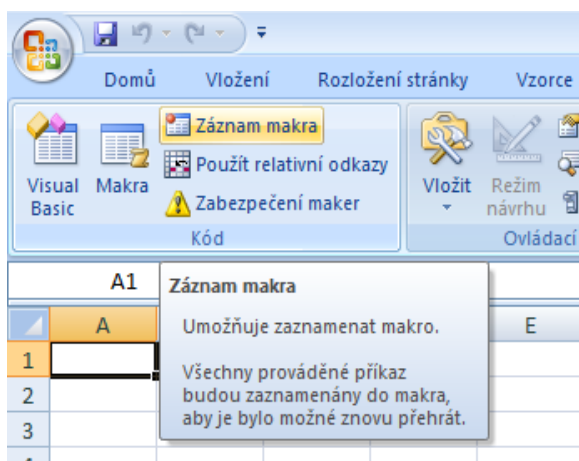 Domů Vložení Rozložení stránky Vzorce
Záznam makra
Použít relativní odkazy
Zabezpečení maker
Visual Basic
Makra
Vložit
Režim návrhu
Kód
Ovládací
A1
Záznam makra
Umožňuje zaznamenat makro.
Všechny prováděné příkaz
budou zaznamenány do makra,
aby je bylo možné znovu přehrát.
A E
1
2
3